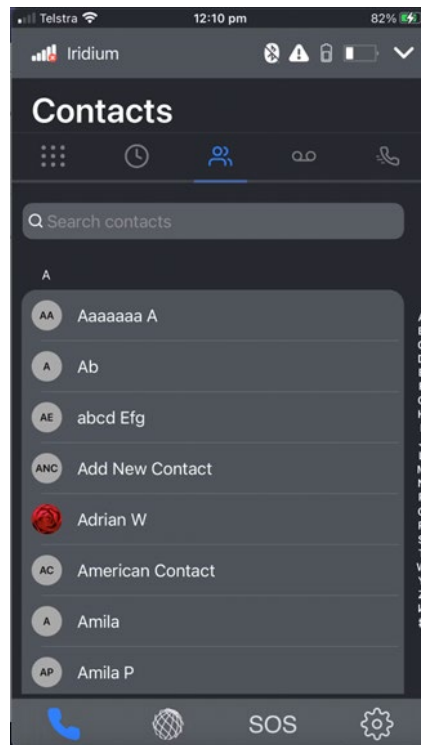 Telstra 12:10 pm 82%
Iridium
Contacts
Search contacts
A
AA Aaaaaaa A
A Ab
AE abcd Efg
ANC Add New Contact
Adrian W
AC American Contact
A Amila
AP Amila P
SOS